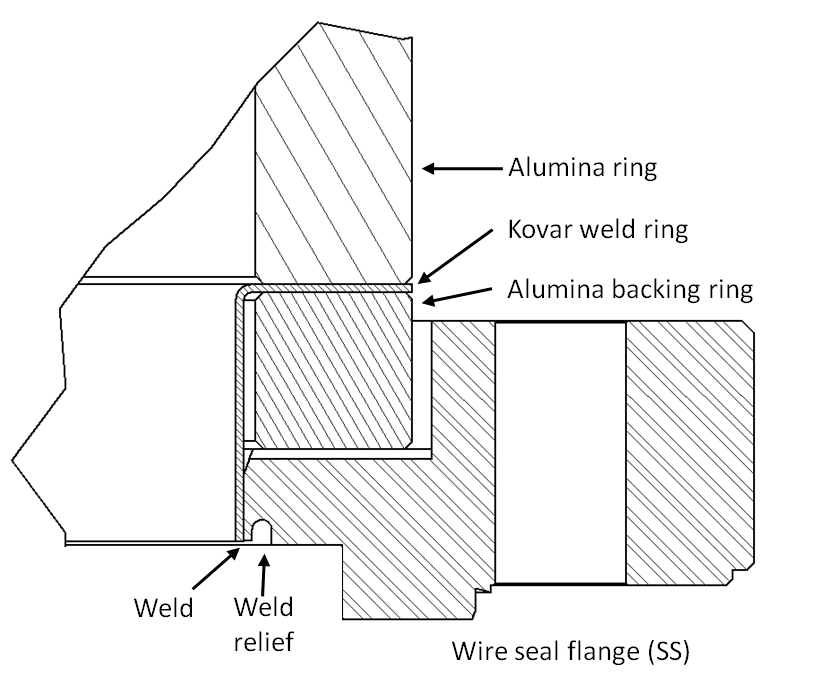 Alumina ring
Kovar weld ring
Alumina backing ring
Weld
Weld
relief
Wire seal flange (SS)